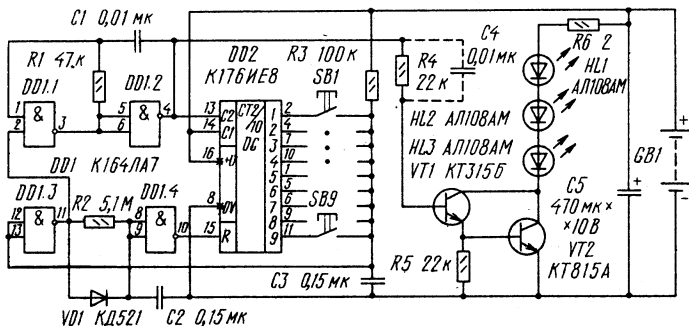 C1 0,01 мк
R1 47к
DD1.1
DD1.2
&
&
1
2
3
5
6
4
DD2
К176ИЕ8
R3 100к
SB1
R4
22к
C4
0,01мк
R6 2
HL1
АЛ108АМ
HL2 АЛ108АМ
HL3 АЛ108АМ
VT1 КТ315б
13
14
16
8
15
C2
C1
+U
0V
R
CT2/
10
DC
1
2
3
4
5
6
7
8
9
2
4
7
10
1
5
6
9
11
SB9
DD1 К164ЛА7
DD1.3
R2 5,1М
DD1.4
&
&
12
13
11
8
9
10
VD1 КД521
C2 0,15 мк
C3 0,15 мк
R5 22к
C5
470 мк ×
×10В
VT2
КТ815А
GB1
+
+
-